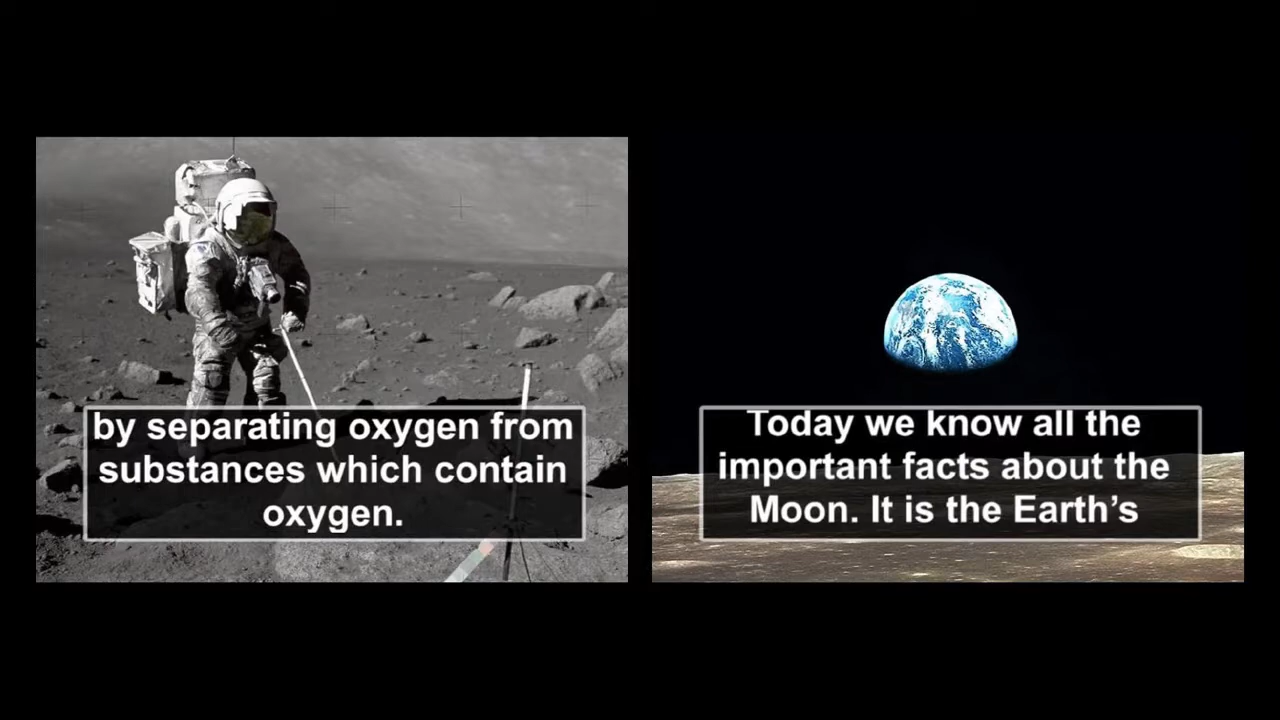 by separating oxygen from
substances which contain
oxygen.
Today we know all the
important facts about the
Moon. It is the Earth’s